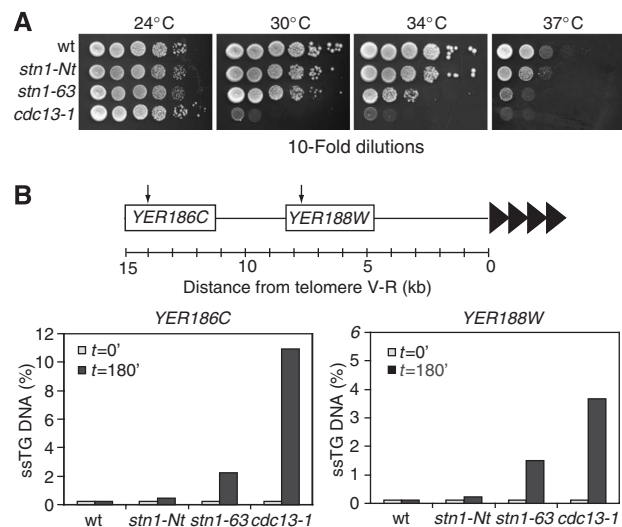 A
24°C 30°C 34°C 37°C
wt
stn1-Nt
stn1-63
cdc13-1
10-Fold dilutions
B
YER186C YER188W
15 10 5 0
Distance from telomere V-R (kb)
YER186C
12
10
8
6
4
2
0
ssTG DNA (%)
t=0'
t=180'
wt stn1-Nt stn1-63 cdc13-1
YER188W
6
5
4
3
2
1
0
ssTG DNA (%)
t=0'
t=180'
wt stn1-Nt stn1-63 cdc13-1